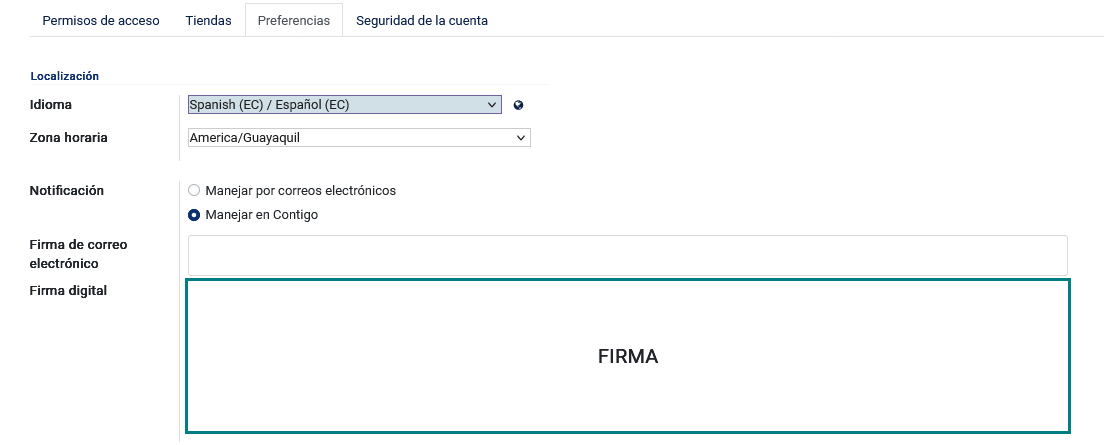 Permisos de acceso Tiendas Preferencias Seguridad de la cuenta
Localización
Idioma Spanish (EC) / Español (EC)
Zona horaria America/Guayaquil
Notificación Manejar por correos electrónicos
Manejar en Contigo
Firma de correo
electrónico
Firma digital
FIRMA